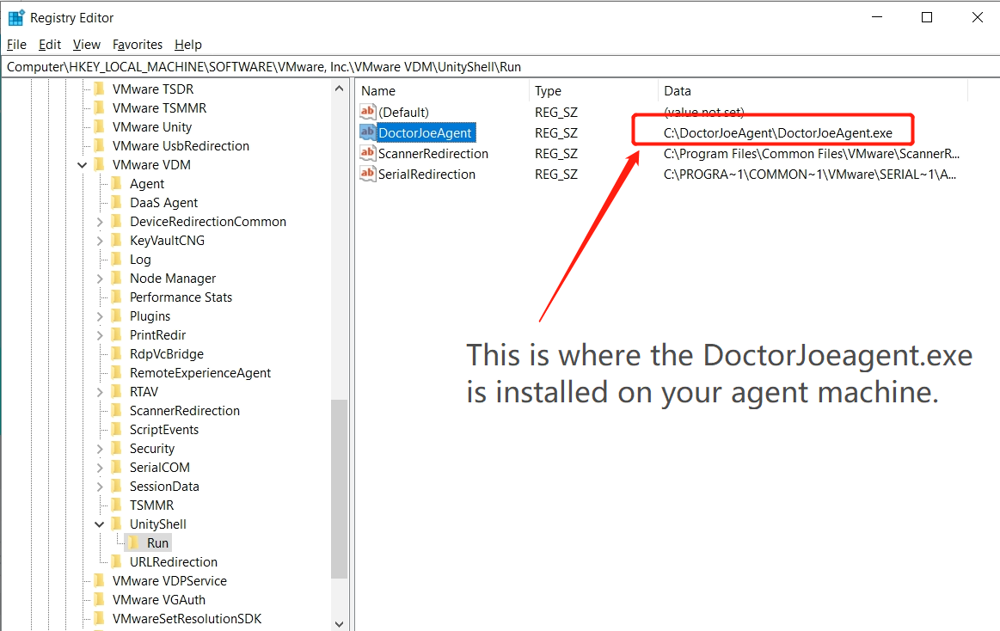 Registry Editor
File Edit View Favorites Help
Computer\HKEY_LOCAL_MACHINE\SOFTWARE\VMware, Inc.\VMware VDM\UnityShell\Run
VMware TSDR
VMware TSMMR
VMware Unity
VMware UsbRedirection
VMware VDM
Agent
DaaS Agent
DeviceRedirectionCommon
KeyVaultCNG
Log
Node Manager
Performance Stats
Plugins
PrintRedir
RdpVcBridge
RemoteExperienceAgent
RTAV
ScannerRedirection
ScriptEvents
Security
SerialCOM
SessionData
TSMMR
UnityShell
Run
URLRedirection
VMware VDPService
VMware VGAuth
VMwareSetResolutionSDK
Name Type Data
ab (Default) REG_SZ (value not set)
ab DoctorJoeAgent REG_SZ C:\DoctorJoeAgent\DoctorJoeAgent.exe
ab ScannerRedirection REG_SZ C:\Program Files\Common Files\VMware\ScannerR...
ab SerialRedirection REG_SZ C:\PROGRA~1\COMMON~1\VMware\SERIAL~1\A...
This is where the DoctorJoeagent.exe
is installed on your agent machine.